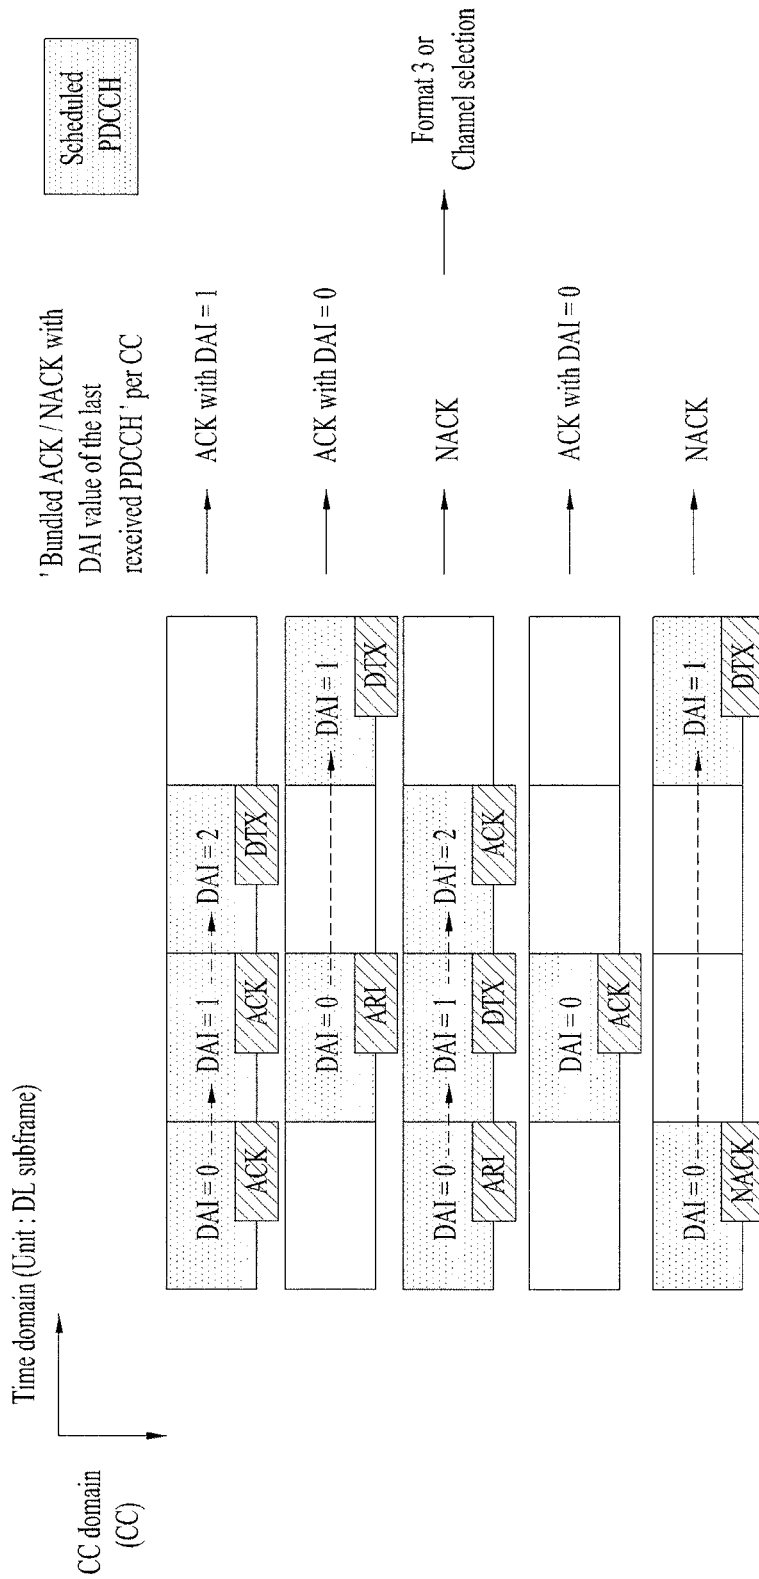 Time domain (Unit : DL subframe)
CC domain
(CC)
' Bundled ACK / NACK with
DAI value of the last
rexeived PDCCH ' per CC
Scheduled
PDCCH
DAI = 0
DAI = 1
DAI = 2
ACK
ACK
DTX
ACK with DAI = 1
DAI = 0
DAI = 1
ARI
DTX
ACK with DAI = 0
DAI = 0
DAI = 1
DAI = 2
ARI
DTX
ACK
NACK
Format 3 or
Channel selection
DAI = 0
ACK
ACK with DAI = 0
DAI = 0
DAI = 1
NACK
DTX
NACK